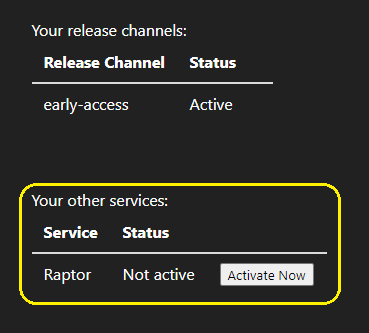 Your release channels:
Release Channel Status
early-access Active
Your other services:
Service Status
Raptor Not active Activate Now